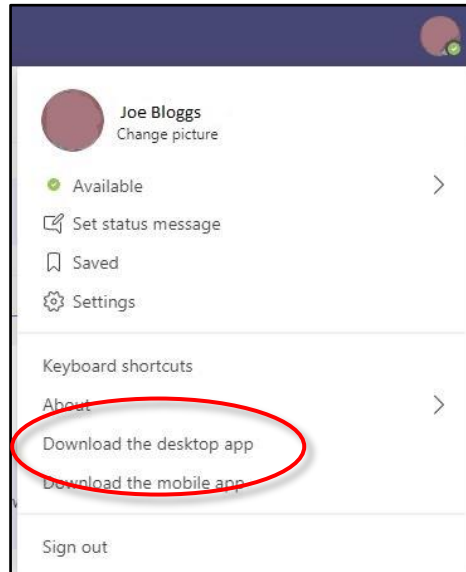 Joe Bloggs
Change picture
Available
Set status message
Saved
Settings
Keyboard shortcuts
About
Download the desktop app
Download the mobile app
Sign out